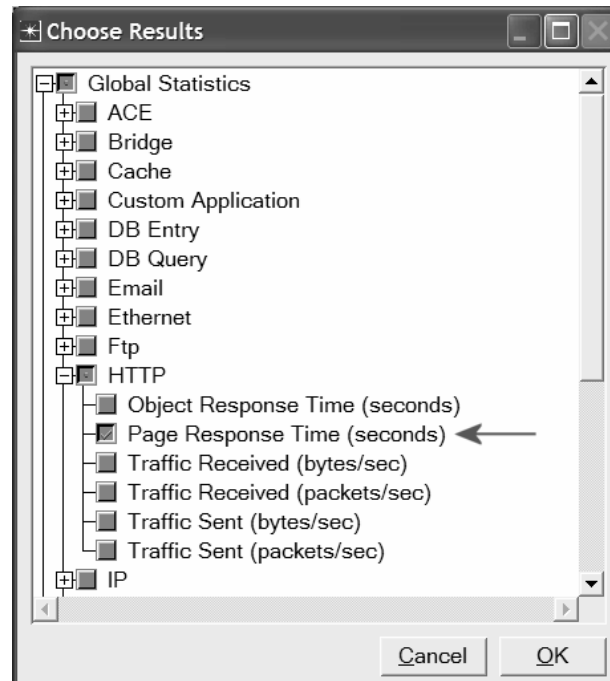 Choose Results
Global Statistics
ACE
Bridge
Cache
Custom Application
DB Entry
DB Query
Email
Ethernet
Ftp
HTTP
Object Response Time (seconds)
Page Response Time (seconds)
Traffic Received (bytes/sec)
Traffic Received (packets/sec)
Traffic Sent (bytes/sec)
Traffic Sent (packets/sec)
IP
Cancel OK